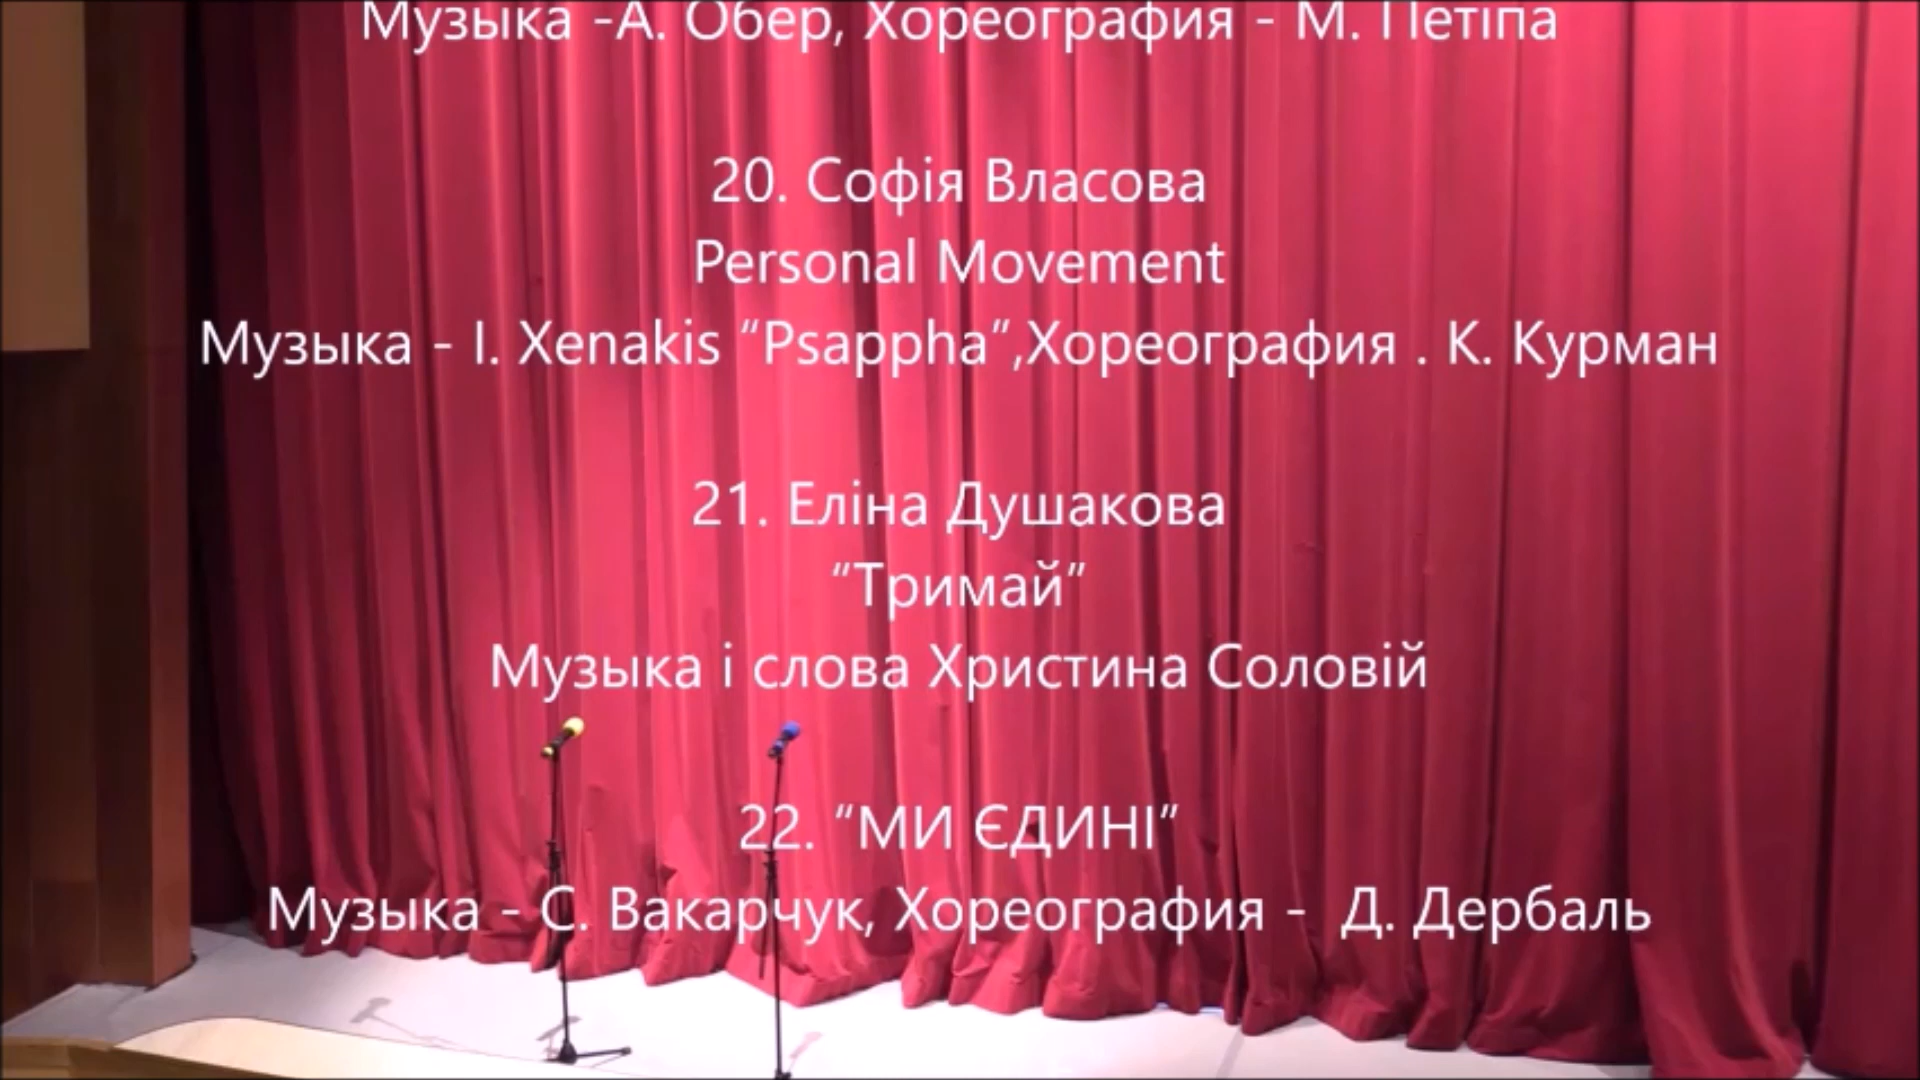 Музыка -А. Обер, Хореография - М. Петіпа
20. Софія Власова
Personal Movement
Музыка - I. Xenakis “Psappha”,Хореография . К. Курман
21. Еліна Душакова
“Тримай”
Музыка і слова Христина Соловій
22. “МИ ЄДИНІ”
Музыка - С. Вакарчук, Хореография - Д. Дербаль